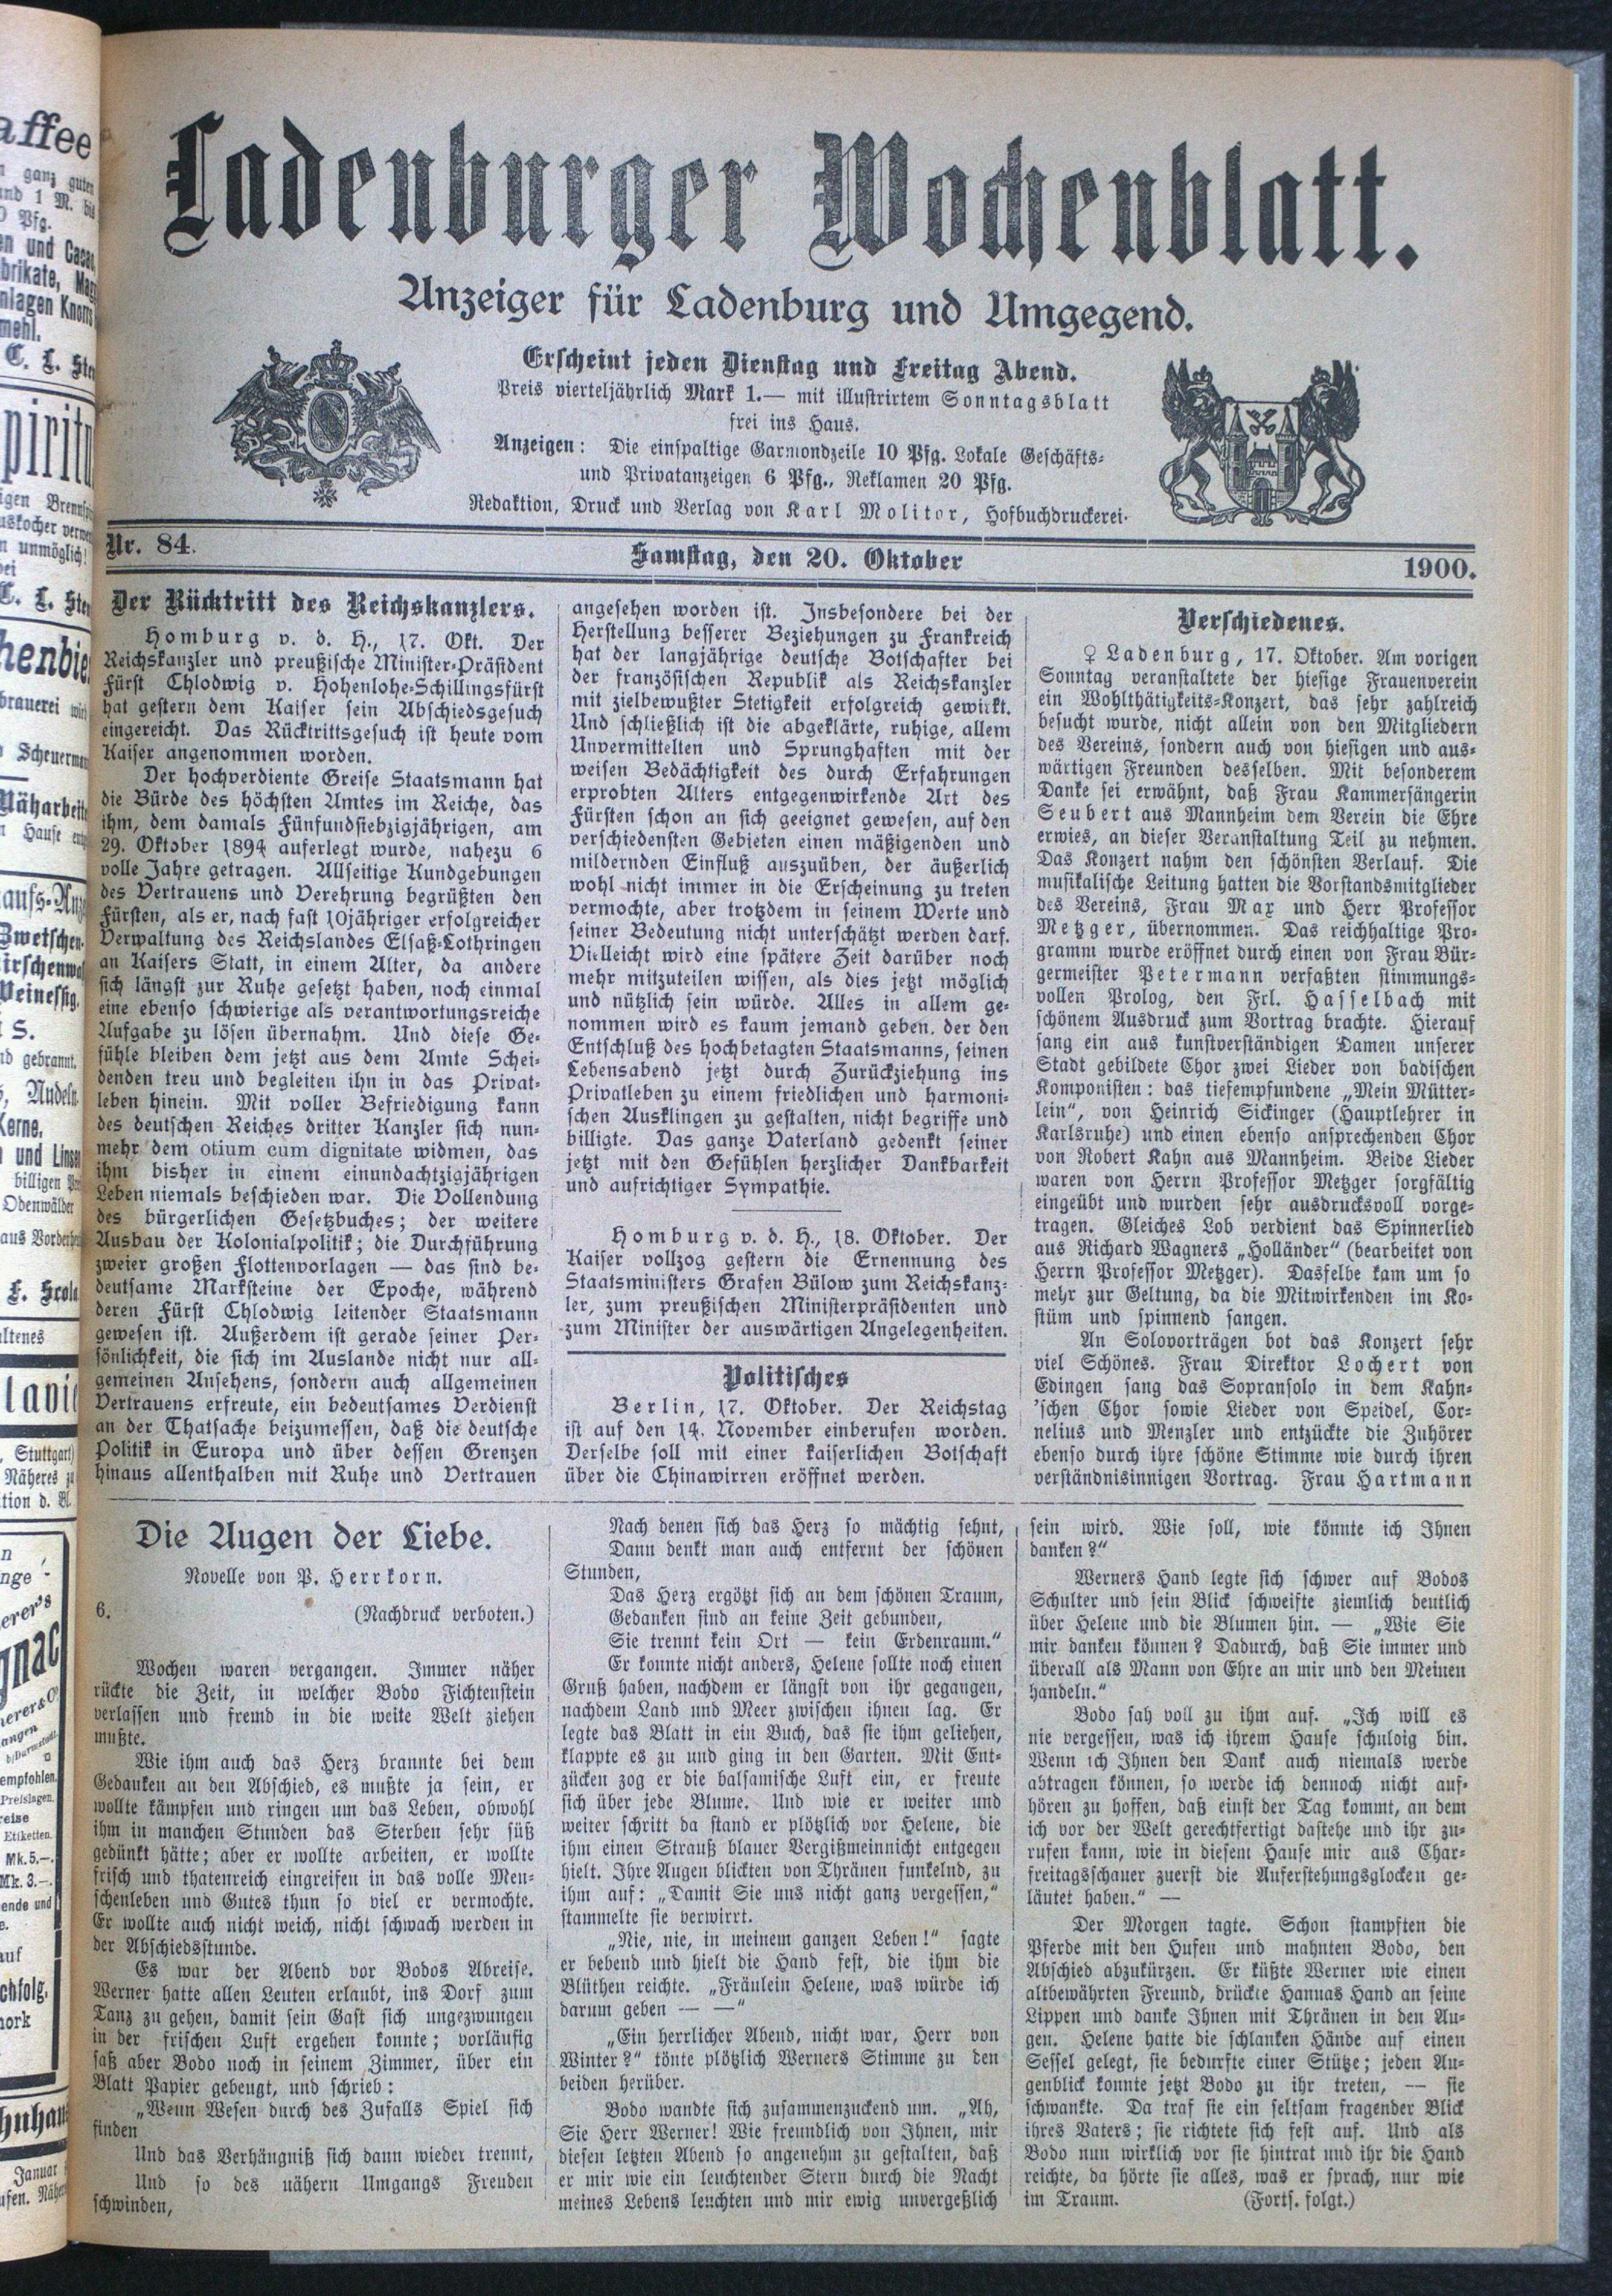 Ladenburger Wochenblatt.
Anzeiger für Ladenburg und Umgegend.
Erscheint jeden Dienstag und Freitag Abend.
Preis vierteljährlich Mark 1.— mit illustrirtem Sonntagsblatt
frei ins Haus.
Anzeigen: Die einspaltige Garmondzeile 10 Pfg. Lokale Geschäfts-
und Privatanzeigen 6 Pfg., Reklamen 20 Pfg.
Redaktion, Druck und Verlag von Karl Molitor, Hofbuchdruckerei.
Nr. 84.
Samstag, den 20. Oktober
1900.
Der Rücktritt des Reichskanzlers.
Homburg v. d. H., 17. Okt. Der
Reichskanzler und preußische Minister-Präsident
Fürst Chlodwig v. Hohenlohe-Schillingsfürst
hat gestern dem Kaiser sein Abschiedsgesuch
eingereicht. Das Rücktrittsgesuch ist heute vom
Kaiser angenommen worden.
Der hochverdiente Greise Staatsmann hat
die Bürde des höchsten Amtes im Reiche, das
ihm, dem damals Fünfundsiebzigjährigen, am
29. Oktober 1894 auferlegt wurde, nahezu 6
volle Jahre getragen. Allseitige Kundgebungen
des Vertrauens und Verehrung begrüßten den
Fürsten, als er, nach fast 10jähriger erfolgreicher
Verwaltung des Reichslandes Elsaß-Lothringen
an Kaisers Statt, in einem Alter, da andere
sich längst zur Ruhe gesetzt haben, noch einmal
eine ebenso schwierige als verantwortungsreiche
Aufgabe zu lösen übernahm. Und diese Ge-
fühle bleiben dem jetzt aus dem Amte Schei-
denden treu und begleiten ihn in das Privat-
leben hinein. Mit voller Befriedigung kann
des deutschen Reiches dritter Kanzler sich nun-
mehr dem otium cum dignitate widmen, das
ihm bisher in einem einundachtzigjährigen
Leben niemals beschieden war. Die Vollendung
des bürgerlichen Gesetzbuches; der weitere
Ausbau der Kolonialpolitik; die Durchführung
zweier großen Flottenvorlagen — das sind be-
deutsame Marksteine der Epoche, während
deren Fürst Chlodwig leitender Staatsmann
gewesen ist. Außerdem ist gerade seiner Per-
sönlichkeit, die sich im Auslande nicht nur all-
gemeinen Ansehens, sondern auch allgemeinen
Vertrauens erfreute, ein bedeutsames Verdienst
an der Thatsache beizumessen, daß die deutsche
Politik in Europa und über dessen Grenzen
hinaus allenthalben mit Ruhe und Vertrauen
angesehen worden ist. Insbesondere bei der
Herstellung besserer Beziehungen zu Frankreich
hat der langjährige deutsche Botschafter bei
der französischen Republik als Reichskanzler
mit zielbewußter Stetigkeit erfolgreich gewirkt.
Und schließlich ist die abgeklärte, ruhige, allem
Unvermittelten und Sprunghaften mit der
weisen Bedächtigkeit des durch Erfahrungen
erprobten Alters entgegenwirkende Art des
Fürsten schon an sich geeignet gewesen, auf den
verschiedensten Gebieten einen mäßigenden und
mildernden Einfluß auszuüben, der äußerlich
wohl nicht immer in die Erscheinung zu treten
vermochte, aber trotzdem in seinem Werte und
seiner Bedeutung nicht unterschätzt werden darf.
Vielleicht wird eine spätere Zeit darüber noch
mehr mitzuteilen wissen, als dies jetzt möglich
und nützlich sein würde. Alles in allem ge-
nommen wird es kaum jemand geben, der den
Entschluß des hochbetagten Staatsmanns, seinen
Lebensabend jetzt durch Zurückziehung ins
Privatleben zu einem friedlichen und harmoni-
schen Ausklingen zu gestalten, nicht begriffe und
billigte. Das ganze Vaterland gedenkt seiner
jetzt mit den Gefühlen herzlicher Dankbarkeit
und aufrichtiger Sympathie.
Homburg v. d. H., 18. Oktober. Der
Kaiser vollzog gestern die Ernennung des
Staatsministers Grafen Bülow zum Reichskanz-
ler, zum preußischen Ministerpräsidenten und
zum Minister der auswärtigen Angelegenheiten.
Politisches
Berlin, 17. Oktober. Der Reichstag
ist auf den 14. November einberufen worden.
Derselbe soll mit einer kaiserlichen Botschaft
über die Chinawirren eröffnet werden.
Verschiedenes.
♀ Ladenburg, 17. Oktober. Am vorigen
Sonntag veranstaltete der hiesige Frauenverein
ein Wohlthätigkeits-Konzert, das sehr zahlreich
besucht wurde, nicht allein von den Mitgliedern
des Vereins, sondern auch von hiesigen und aus-
wärtigen Freunden desselben. Mit besonderem
Danke sei erwähnt, daß Frau Kammersängerin
Seubert aus Mannheim dem Verein die Ehre
erwies, an dieser Veranstaltung Teil zu nehmen.
Das Konzert nahm den schönsten Verlauf. Die
musikalische Leitung hatten die Vorstandsmitglieder
des Vereins, Frau Max und Herr Professor
Metzger, übernommen. Das reichhaltige Pro-
gramm wurde eröffnet durch einen von Frau Bür-
germeister Petermann verfaßten stimmungs-
vollen Prolog, den Frl. Hasselbach mit
schönem Ausdruck zum Vortrag brachte. Hierauf
sang ein aus kunstverständigen Damen unserer
Stadt gebildete Chor zwei Lieder von badischen
Komponisten: das tiefempfundene „Mein Mütter-
lein“, von Heinrich Sickinger (Hauptlehrer in
Karlsruhe) und einen ebenso ansprechenden Chor
von Robert Kahn aus Mannheim. Beide Lieder
waren von Herrn Professor Metzger sorgfältig
eingeübt und wurden sehr ausdrucksvoll vorge-
tragen. Gleiches Lob verdient das Spinnerlied
aus Richard Wagners „Holländer“ (bearbeitet von
Herrn Professor Metzger). Dasselbe kam um so
mehr zur Geltung, da die Mitwirkenden im Ko-
stüm und spinnend sangen.
An Solovorträgen bot das Konzert sehr
viel Schönes. Frau Direktor Lochert von
Edingen sang das Sopransolo in dem Kahn-
'schen Chor sowie Lieder von Speidel, Cor-
nelius und Menzler und entzückte die Zuhörer
ebenso durch ihre schöne Stimme wie durch ihren
verständnisinnigen Vortrag. Frau Hartmann
Die Augen der Liebe.
Novelle von P. Herrkorn.
6.
(Nachdruck verboten.)
Wochen waren vergangen. Immer näher
rückte die Zeit, in welcher Bodo Fichtenstein
verlassen und fremd in die weite Welt ziehen
mußte.
Wie ihm auch das Herz brannte bei dem
Gedanken an den Abschied, es mußte ja sein, er
wollte kämpfen und ringen um das Leben, obwohl
ihm in manchen Stunden das Sterben sehr süß
gedünkt hätte; aber er wollte arbeiten, er wollte
frisch und thatenreich eingreifen in das volle Men-
schenleben und Gutes thun so viel er vermochte.
Er wollte auch nicht weich, nicht schwach werden in
der Abschiedsstunde.
Es war der Abend vor Bodos Abreise.
Werner hatte allen Leuten erlaubt, ins Dorf zum
Tanz zu gehen, damit sein Gast sich ungezwungen
in der frischen Luft ergehen konnte; vorläufig
saß aber Bodo noch in seinem Zimmer, über ein
Blatt Papier gebeugt, und schrieb:
„Wenn Wesen durch des Zufalls Spiel sich
finden
Und das Verhängniß sich dann wieder trennt,
Und so des nähern Umgangs Freuden
schwinden,
Nach denen sich das Herz so mächtig sehnt,
Dann denkt man auch entfernt der schönen
Stunden,
Das Herz ergötzt sich an dem schönen Traum,
Gedanken sind an keine Zeit gebunden,
Sie trennt kein Ort — kein Erdenraum.“
Er konnte nicht anders, Helene sollte noch einen
Gruß haben, nachdem er längst von ihr gegangen,
nachdem Land und Meer zwischen ihnen lag. Er
legte das Blatt in ein Buch, das sie ihm geliehen,
klappte es zu und ging in den Garten. Mit Ent-
zücken zog er die balsamische Luft ein, er freute
sich über jede Blume. Und wie er weiter und
weiter schritt da stand er plötzlich vor Helene, die
ihm einen Strauß blauer Vergißmeinnicht entgegen
hielt. Ihre Augen blickten von Thränen funkelnd, zu
ihm auf: „Damit Sie uns nicht ganz vergessen,“
stammelte sie verwirrt.
„Nie, nie, in meinem ganzen Leben!“ sagte
er bebend und hielt die Hand fest, die ihm die
Blüthen reichte. „Fräulein Helene, was würde ich
darum geben — —“
„Ein herrlicher Abend, nicht war, Herr von
Winter?“ tönte plötzlich Werners Stimme zu den
beiden herüber.
Bodo wandte sich zusammenzuckend um. „Ah,
Sie Herr Werner! Wie freundlich von Ihnen, mir
diesen letzten Abend so angenehm zu gestalten, daß
er mir wie ein leuchtender Stern durch die Nacht
meines Lebens leuchten und mir ewig unvergeßlich
sein wird. Wie soll, wie könnte ich Ihnen
danken?“
Werners Hand legte sich schwer auf Bodos
Schulter und sein Blick schweifte ziemlich deutlich
über Helene und die Blumen hin. — „Wie Sie
mir danken können? Dadurch, daß Sie immer und
überall als Mann von Ehre an mir und den Meinen
handeln.“
Bodo sah voll zu ihm auf. „Ich will es
nie vergessen, was ich ihrem Hause schuldig bin.
Wenn ich Ihnen den Dank auch niemals werde
abtragen können, so werde ich dennoch nicht auf-
hören zu hoffen, daß einst der Tag kommt, an dem
ich vor der Welt gerechtfertigt dastehe und ihr zu-
rufen kann, wie in diesem Hause mir aus Char-
freitagsschauer zuerst die Auferstehungsglocken ge-
läutet haben.“ —
Der Morgen tagte. Schon stampften die
Pferde mit den Hufen und mahnten Bodo, den
Abschied abzukürzen. Er küßte Werner wie einen
altbewährten Freund, drückte Hannas Hand an seine
Lippen und danke Ihnen mit Thränen in den Au-
gen. Helene hatte die schlanken Hände auf einen
Sessel gelegt, sie bedurfte einer Stütze; jeden Au-
genblick konnte jetzt Bodo zu ihr treten, — sie
schwankte. Da traf sie ein seltsam fragender Blick
ihres Vaters; sie richtete sich fest auf. Und als
Bodo nun wirklich vor sie hintrat und ihr die Hand
reichte, da hörte sie alles, was er sprach, nur wie
im Traum. (Forts. folgt.)